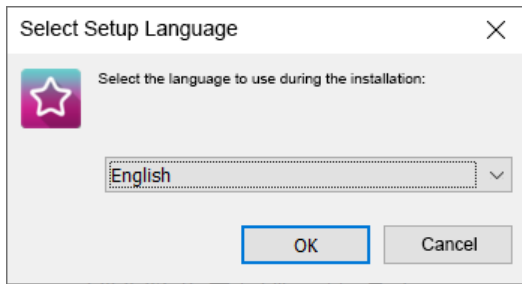 Select Setup Language
Select the language to use during the installation:
English
OK
Cancel